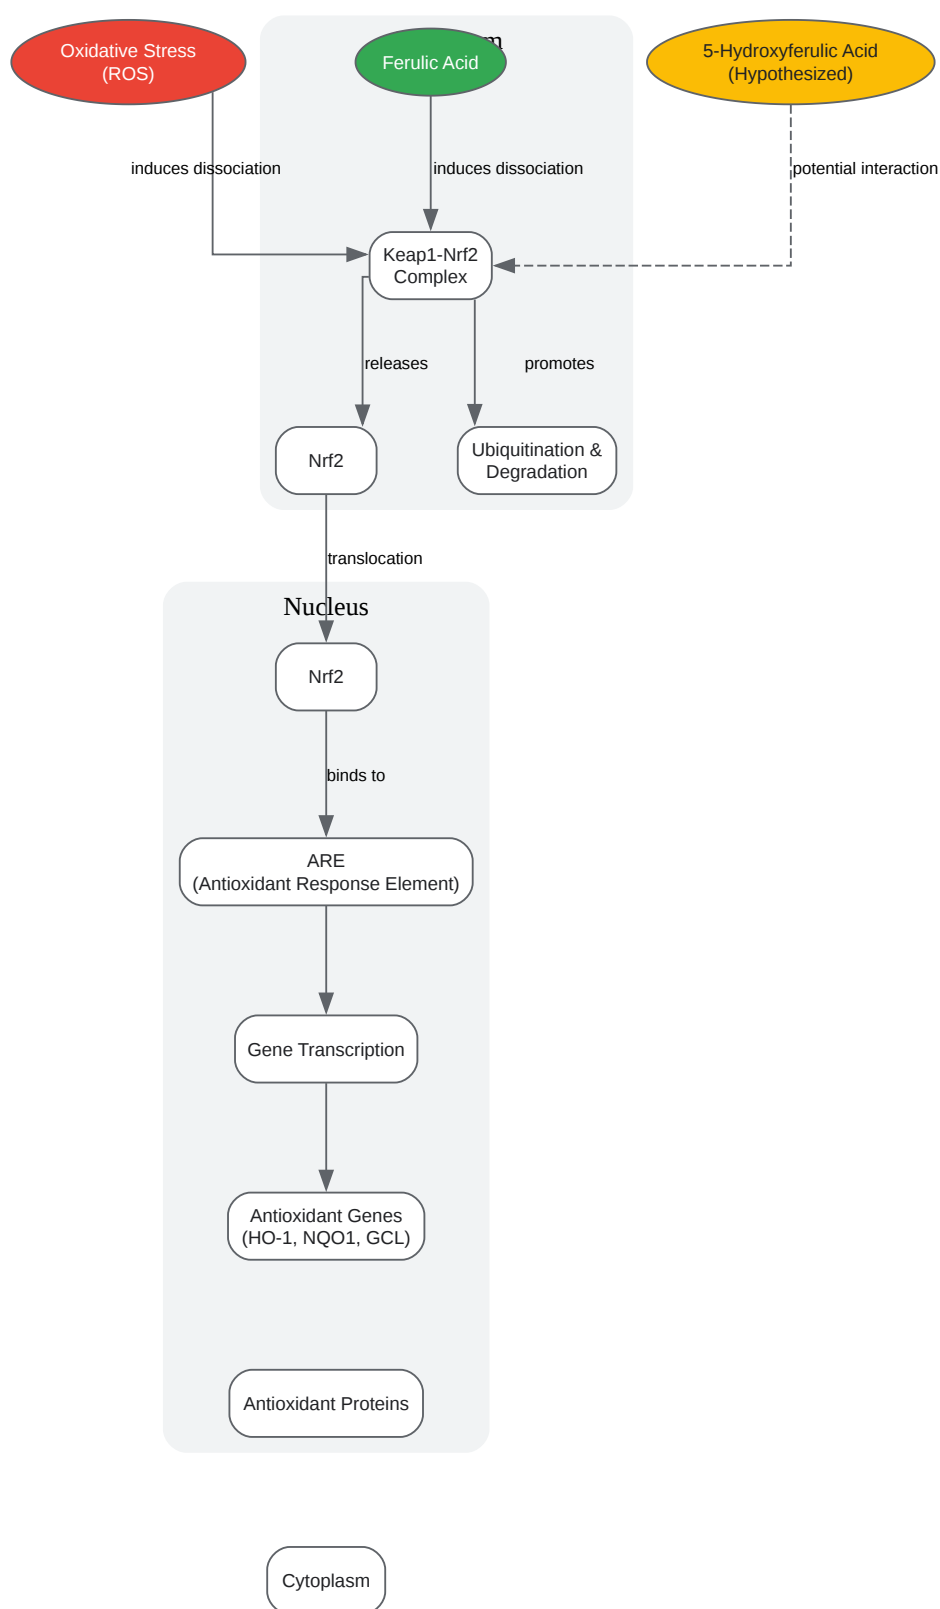 Oxidative Stress
(ROS)
Ferulic Acid
5-Hydroxyferulic Acid
(Hypothesized)
induces dissociation
induces dissociation
potential interaction
Keap1-Nrf2
Complex
releases
promotes
Nrf2
Ubiquitination &
Degradation
translocation
Nucleus
Nrf2
binds to
ARE
(Antioxidant Response Element)
Gene Transcription
Antioxidant Genes
(HO-1, NQO1, GCL)
Antioxidant Proteins
Cytoplasm